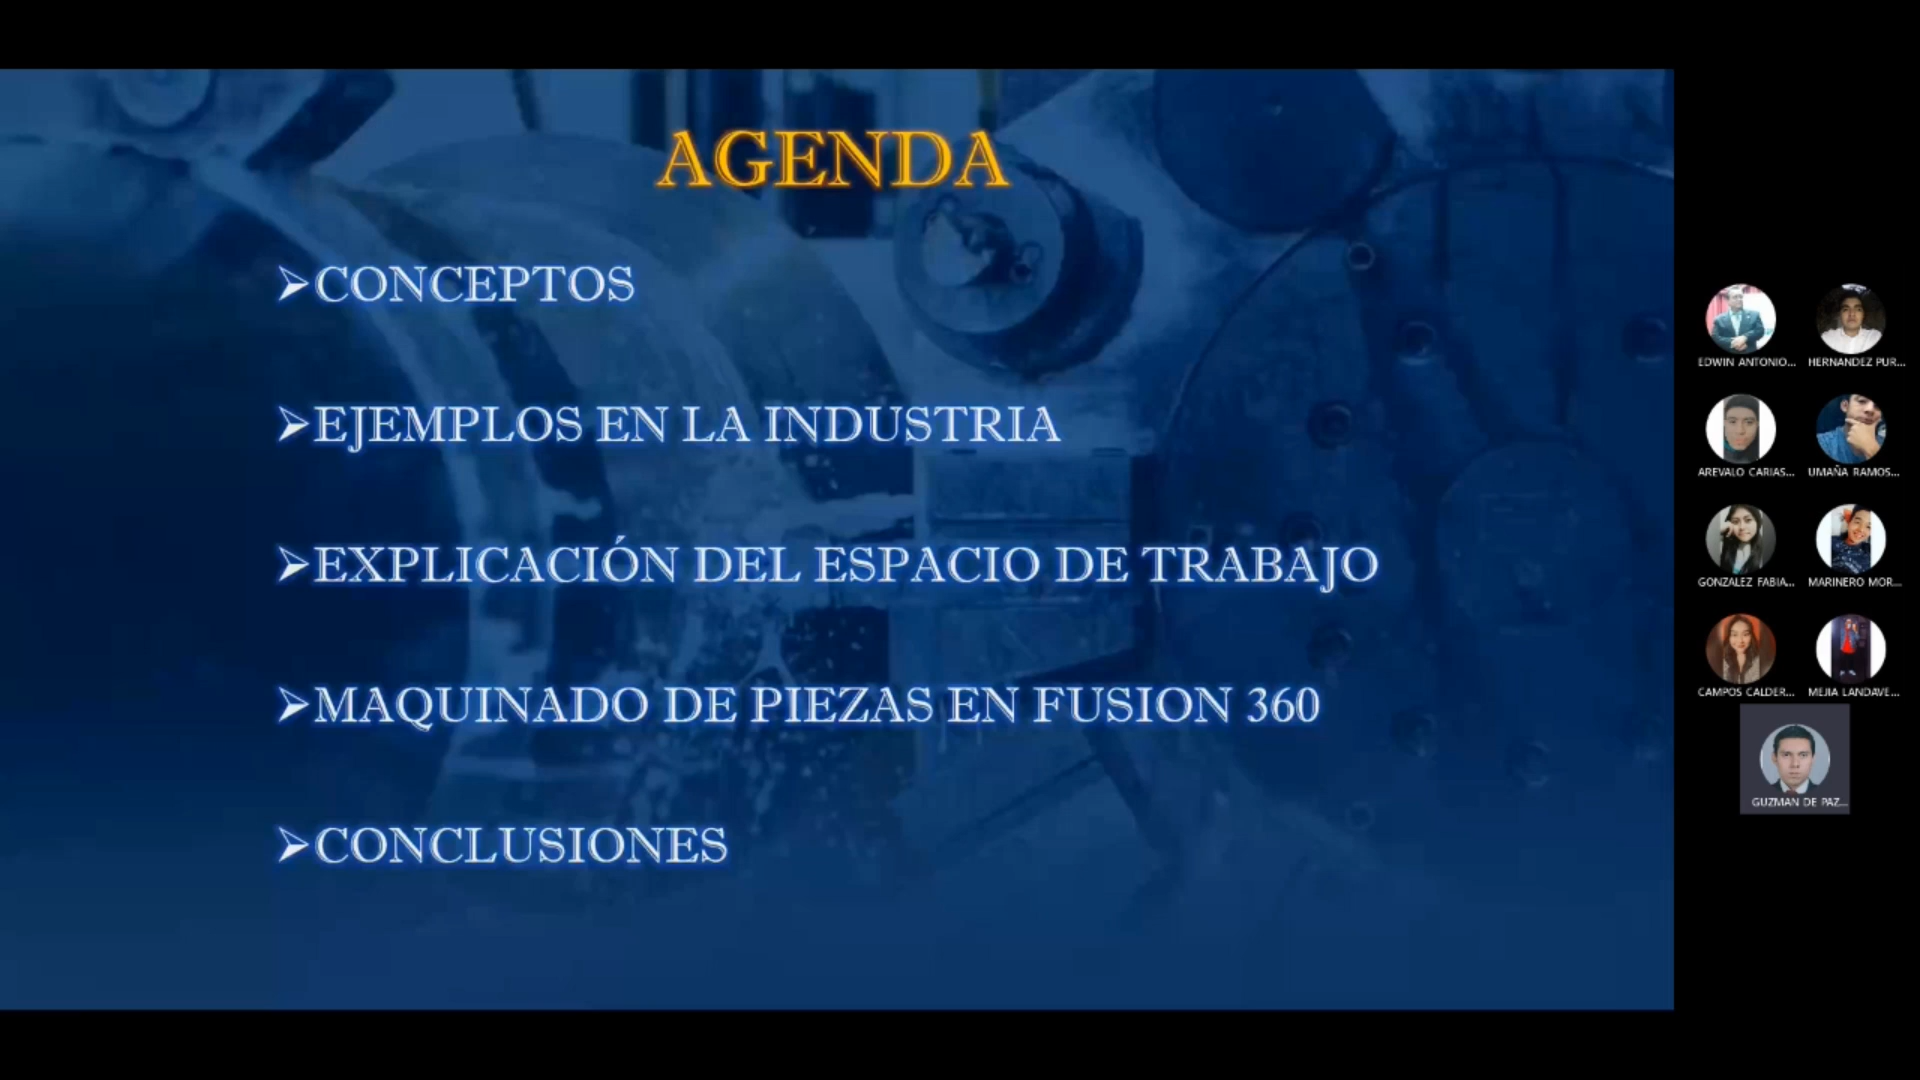 AGENDA
➢CONCEPTOS
➢EJEMPLOS EN LA INDUSTRIA
➢EXPLICACIÓN DEL ESPACIO DE TRABAJO
➢MAQUINADO DE PIEZAS EN FUSION 360
➢CONCLUSIONES
EDWIN ANTONIO... HERNANDEZ PUR...
AREVALO CARIAS... UMAÑA RAMOS...
GONZALEZ FABIA... MARINERO MOR...
CAMPOS CALDER... MEJIA LANDAVE...
GUZMAN DE PAZ...